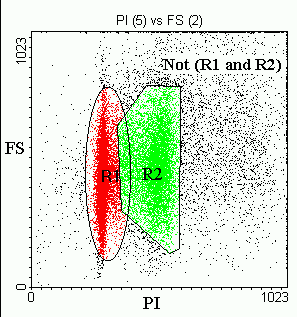 PI (5) vs FS (2)
1023
Not (R1 and R2)
FS
R1
R2
0
0
PI
1023